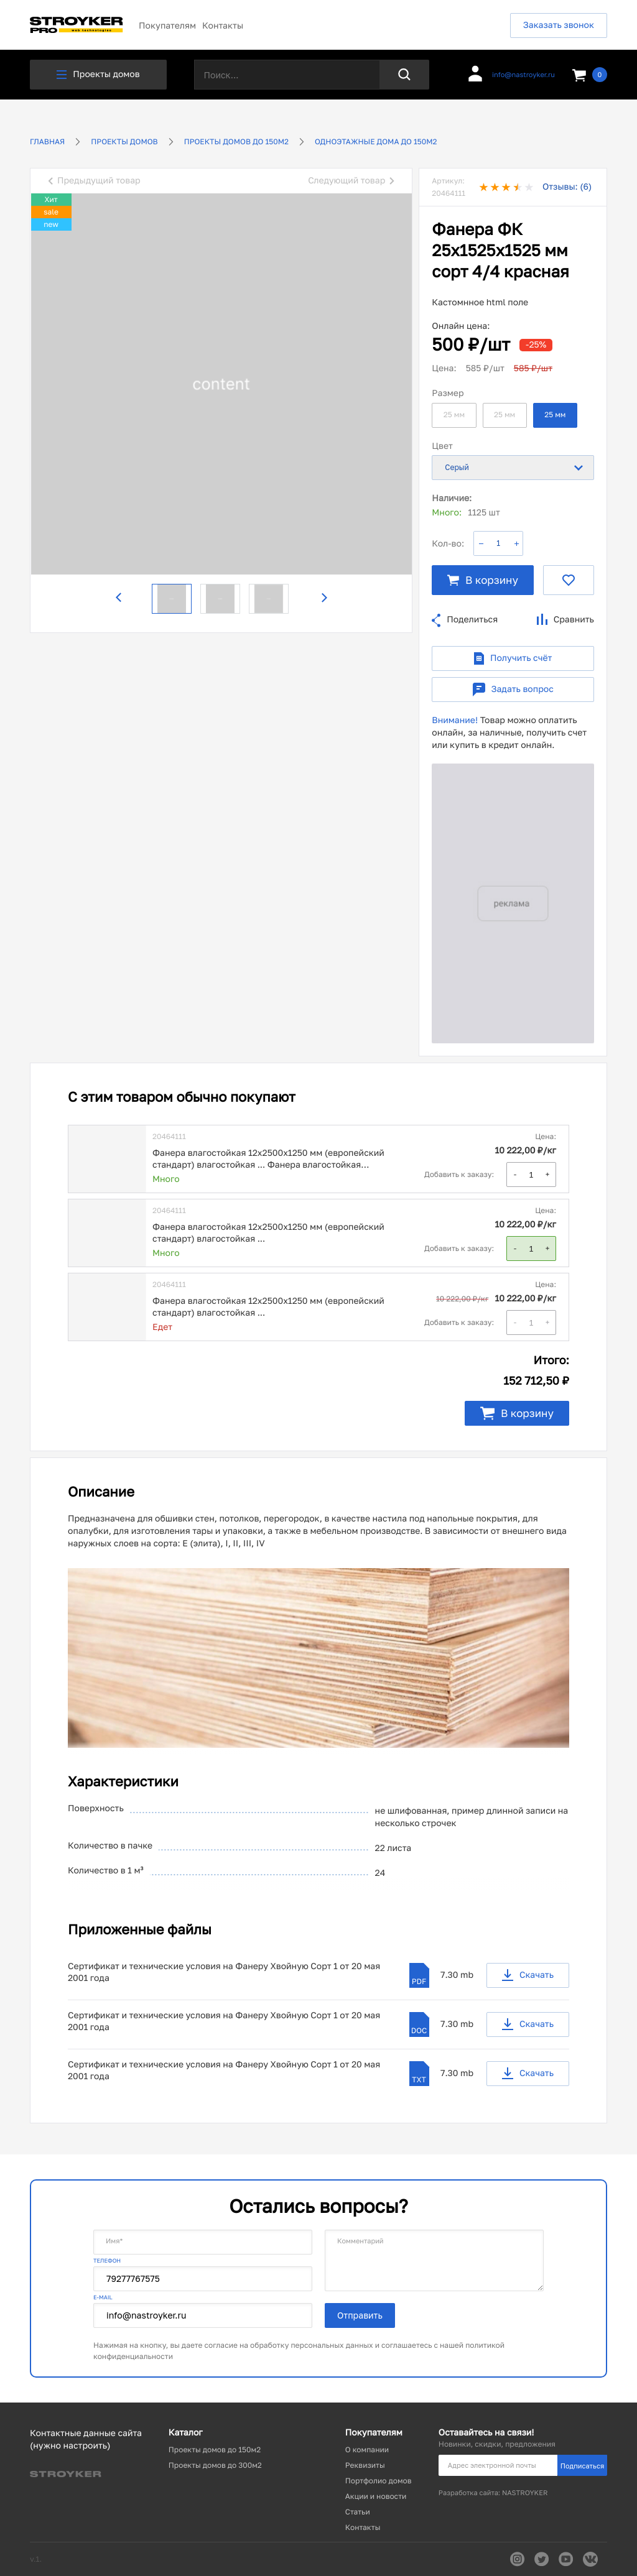 STROYKER
PRO web technologies
Покупателям Контакты
Заказать звонок
Проекты домов
Поиск...
info@nastroyker.ru
0
ГЛАВНАЯ
ПРОЕКТЫ ДОМОВ
ПРОЕКТЫ ДОМОВ ДО 150М2
ОДНОЭТАЖНЫЕ ДОМА ДО 150М2
Предыдущий товар
Следующий товар
Хит
sale
new
content
Артикул:
20464111
Отзывы: (6)
Фанера ФК
25х1525х1525 мм
сорт 4/4 красная
Кастомнное html поле
Онлайн цена:
500 ₽/шт -25%
Цена: 585 ₽/шт 585 ₽/шт
Размер
25 мм 25 мм 25 мм
Цвет
Серый
Наличие:
Много: 1125 шт
Кол-во: − 1 +
В корзину
Поделиться
Сравнить
Получить счёт
Задать вопрос
Внимание! Товар можно оплатить
онлайн, за наличные, получить счет
или купить в кредит онлайн.
реклама
С этим товаром обычно покупают
20464111
Фанера влагостойкая 12х2500х1250 мм (европейский
стандарт) влагостойкая ... Фанера влагостойкая...
Много
Цена:
10 222,00 ₽/кг
Добавить к заказу: - 1 +
20464111
Фанера влагостойкая 12х2500х1250 мм (европейский
стандарт) влагостойкая ...
Много
Цена:
10 222,00 ₽/кг
Добавить к заказу: - 1 +
20464111
Фанера влагостойкая 12х2500х1250 мм (европейский
стандарт) влагостойкая ...
Едет
Цена:
10 222,00 ₽/кг 10 222,00 ₽/кг
Добавить к заказу: - 1 +
Итого:
152 712,50 ₽
В корзину
Описание
Предназначена для обшивки стен, потолков, перегородок, в качестве настила под напольные покрытия, для
опалубки, для изготовления тары и упаковки, а также в мебельном производстве. В зависимости от внешнего вида
наружных слоев на сорта: Е (элита), I, II, III, IV
Характеристики
Поверхность
не шлифованная, пример длинной записи на
несколько строчек
Количество в пачке
22 листа
Количество в 1 м³
24
Приложенные файлы
Сертификат и технические условия на Фанеру Хвойную Сорт 1 от 20 мая
2001 года
PDF
7.30 mb
Скачать
Сертификат и технические условия на Фанеру Хвойную Сорт 1 от 20 мая
2001 года
DOC
7.30 mb
Скачать
Сертификат и технические условия на Фанеру Хвойную Сорт 1 от 20 мая
2001 года
TXT
7.30 mb
Скачать
Остались вопросы?
Имя*
Комментарий
ТЕЛЕФОН
79277767575
E-MAIL
info@nastroyker.ru
Отправить
Нажимая на кнопку, вы даете согласие на обработку персональных данных и соглашаетесь с нашей политикой
конфиденциальности
Контактные данные сайта
(нужно настроить)
STROYKER
Каталог
Проекты домов до 150м2
Проекты домов до 300м2
Покупателям
О компании
Реквизиты
Портфолио домов
Акции и новости
Статьи
Контакты
Оставайтесь на связи!
Новинки, скидки, предложения
Адрес электронной почты
Подписаться
Разработка сайта: NASTROYKER